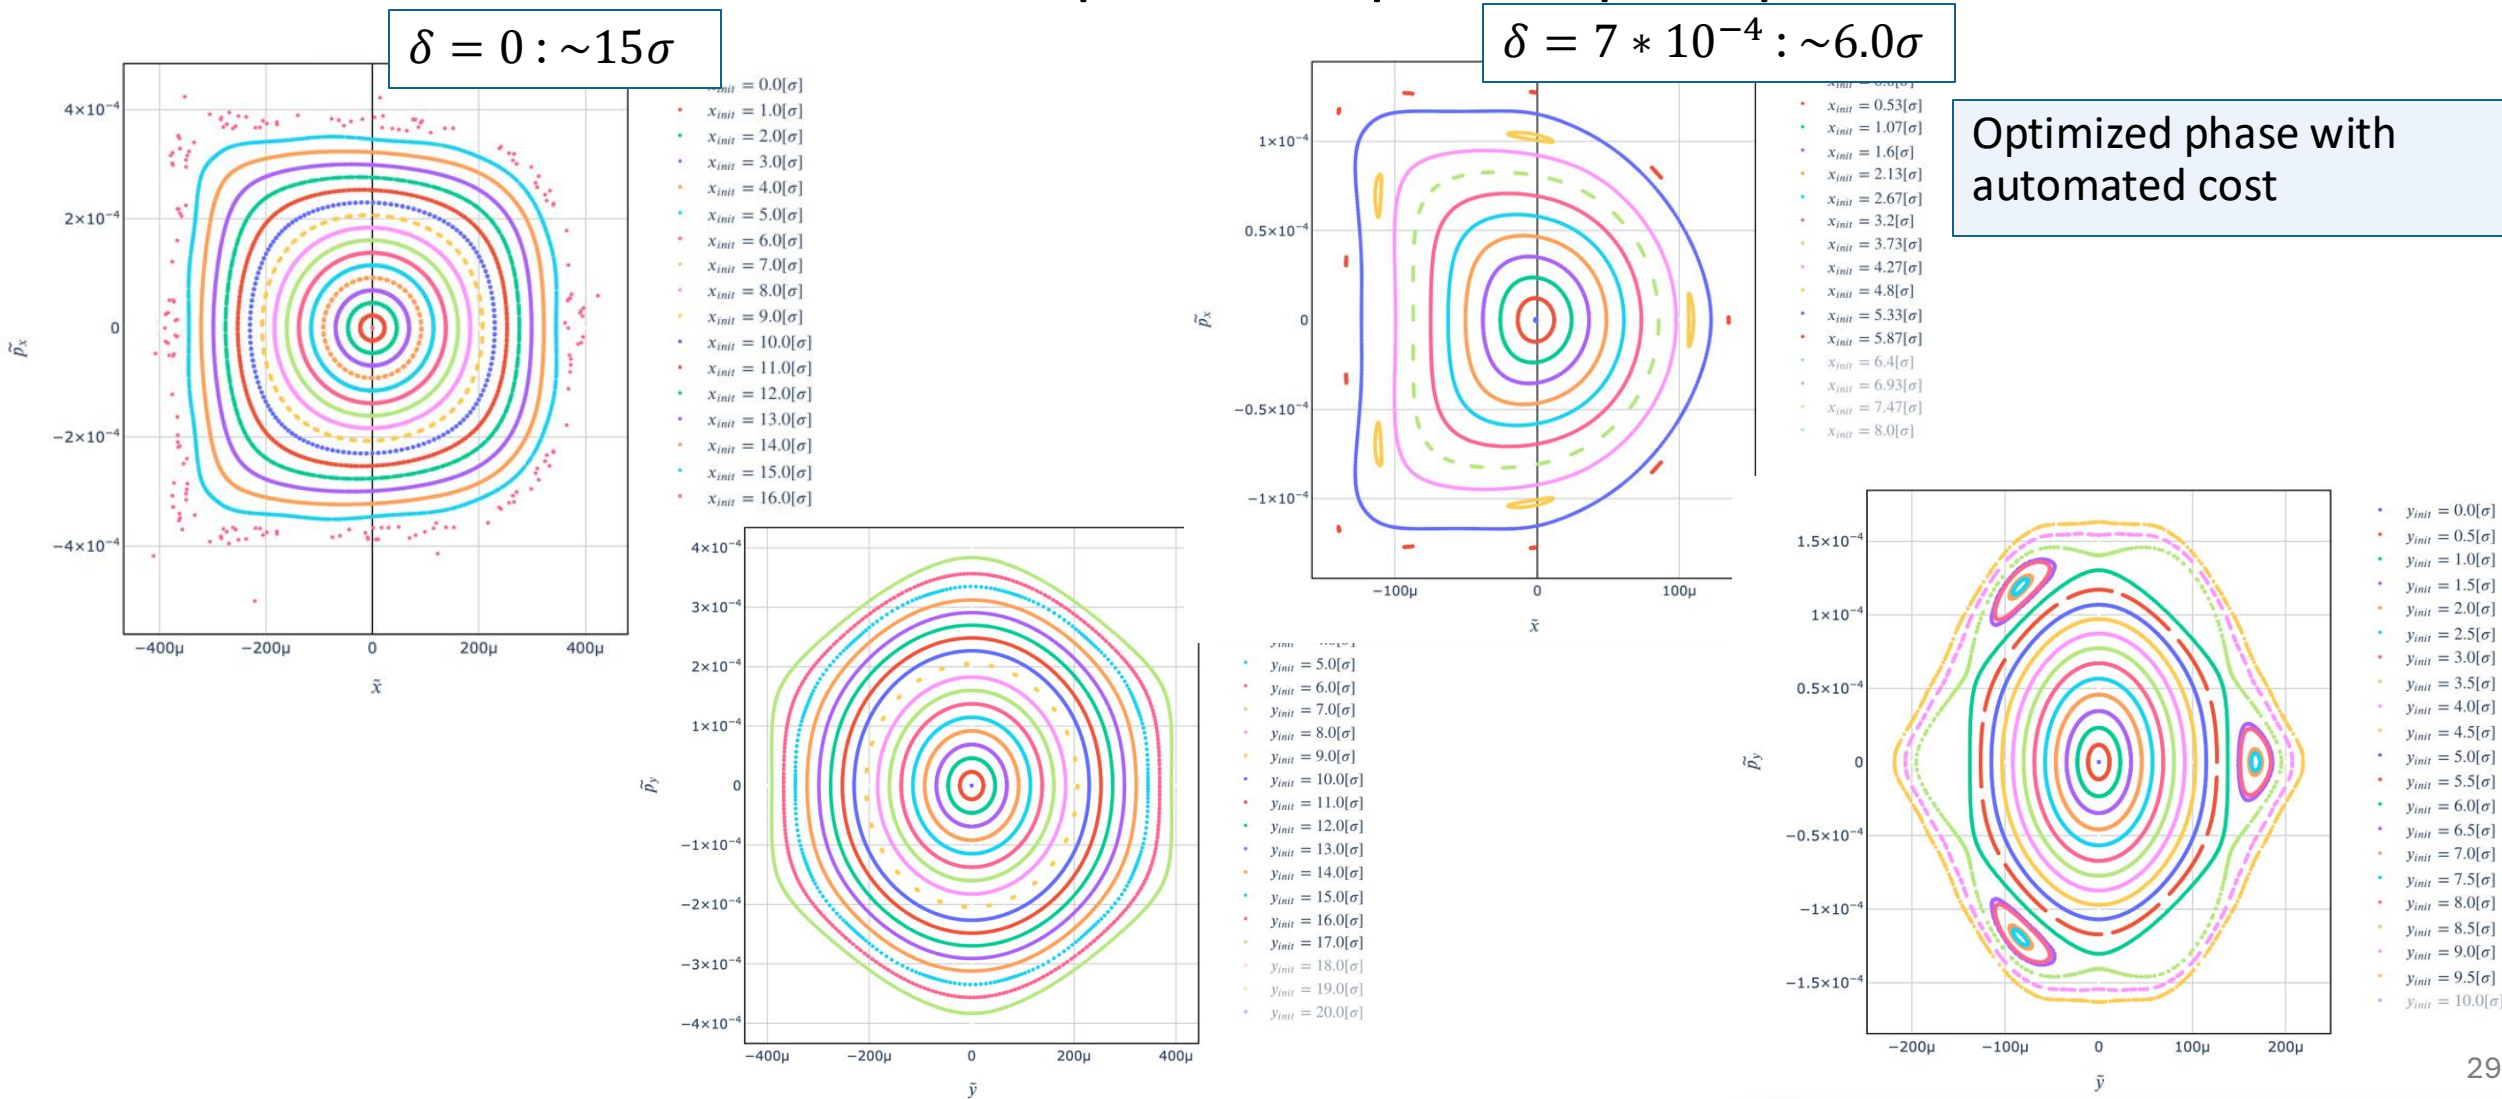 δ = 0 : ~15σ
4×10⁻⁴
2×10⁻⁴
0
−2×10⁻⁴
−4×10⁻⁴
p̃ₓ
−400μ −200μ 0 200μ 400μ
x̃
x_init = 0.0[σ]
x_init = 1.0[σ]
x_init = 2.0[σ]
x_init = 3.0[σ]
x_init = 4.0[σ]
x_init = 5.0[σ]
x_init = 6.0[σ]
x_init = 7.0[σ]
x_init = 8.0[σ]
x_init = 9.0[σ]
x_init = 10.0[σ]
x_init = 11.0[σ]
x_init = 12.0[σ]
x_init = 13.0[σ]
x_init = 14.0[σ]
x_init = 15.0[σ]
x_init = 16.0[σ]
4×10⁻⁴
3×10⁻⁴
2×10⁻⁴
1×10⁻⁴
0
−1×10⁻⁴
−2×10⁻⁴
−3×10⁻⁴
−4×10⁻⁴
p̃_y
−400μ −200μ 0 200μ 400μ
ỹ
y_init = 5.0[σ]
y_init = 6.0[σ]
y_init = 7.0[σ]
y_init = 8.0[σ]
y_init = 9.0[σ]
y_init = 10.0[σ]
y_init = 11.0[σ]
y_init = 12.0[σ]
y_init = 13.0[σ]
y_init = 14.0[σ]
y_init = 15.0[σ]
y_init = 16.0[σ]
y_init = 17.0[σ]
y_init = 18.0[σ]
y_init = 19.0[σ]
y_init = 20.0[σ]
δ = 7 * 10⁻⁴ : ~6.0σ
Optimized phase with
automated cost
1×10⁻⁴
0.5×10⁻⁴
0
−0.5×10⁻⁴
−1×10⁻⁴
p̃ₓ
−100μ 0 100μ
x̃
x_init = 0.53[σ]
x_init = 1.07[σ]
x_init = 1.6[σ]
x_init = 2.13[σ]
x_init = 2.67[σ]
x_init = 3.2[σ]
x_init = 3.73[σ]
x_init = 4.27[σ]
x_init = 4.8[σ]
x_init = 5.33[σ]
x_init = 5.87[σ]
x_init = 6.4[σ]
x_init = 6.93[σ]
x_init = 7.47[σ]
x_init = 8.0[σ]
1.5×10⁻⁴
1×10⁻⁴
0.5×10⁻⁴
0
−0.5×10⁻⁴
−1×10⁻⁴
−1.5×10⁻⁴
p̃_y
−200μ −100μ 0 100μ 200μ
ỹ
y_init = 0.0[σ]
y_init = 0.5[σ]
y_init = 1.0[σ]
y_init = 1.5[σ]
y_init = 2.0[σ]
y_init = 2.5[σ]
y_init = 3.0[σ]
y_init = 3.5[σ]
y_init = 4.0[σ]
y_init = 4.5[σ]
y_init = 5.0[σ]
y_init = 5.5[σ]
y_init = 6.0[σ]
y_init = 6.5[σ]
y_init = 7.0[σ]
y_init = 7.5[σ]
y_init = 8.0[σ]
y_init = 8.5[σ]
y_init = 9.0[σ]
y_init = 9.5[σ]
y_init = 10.0[σ]
29